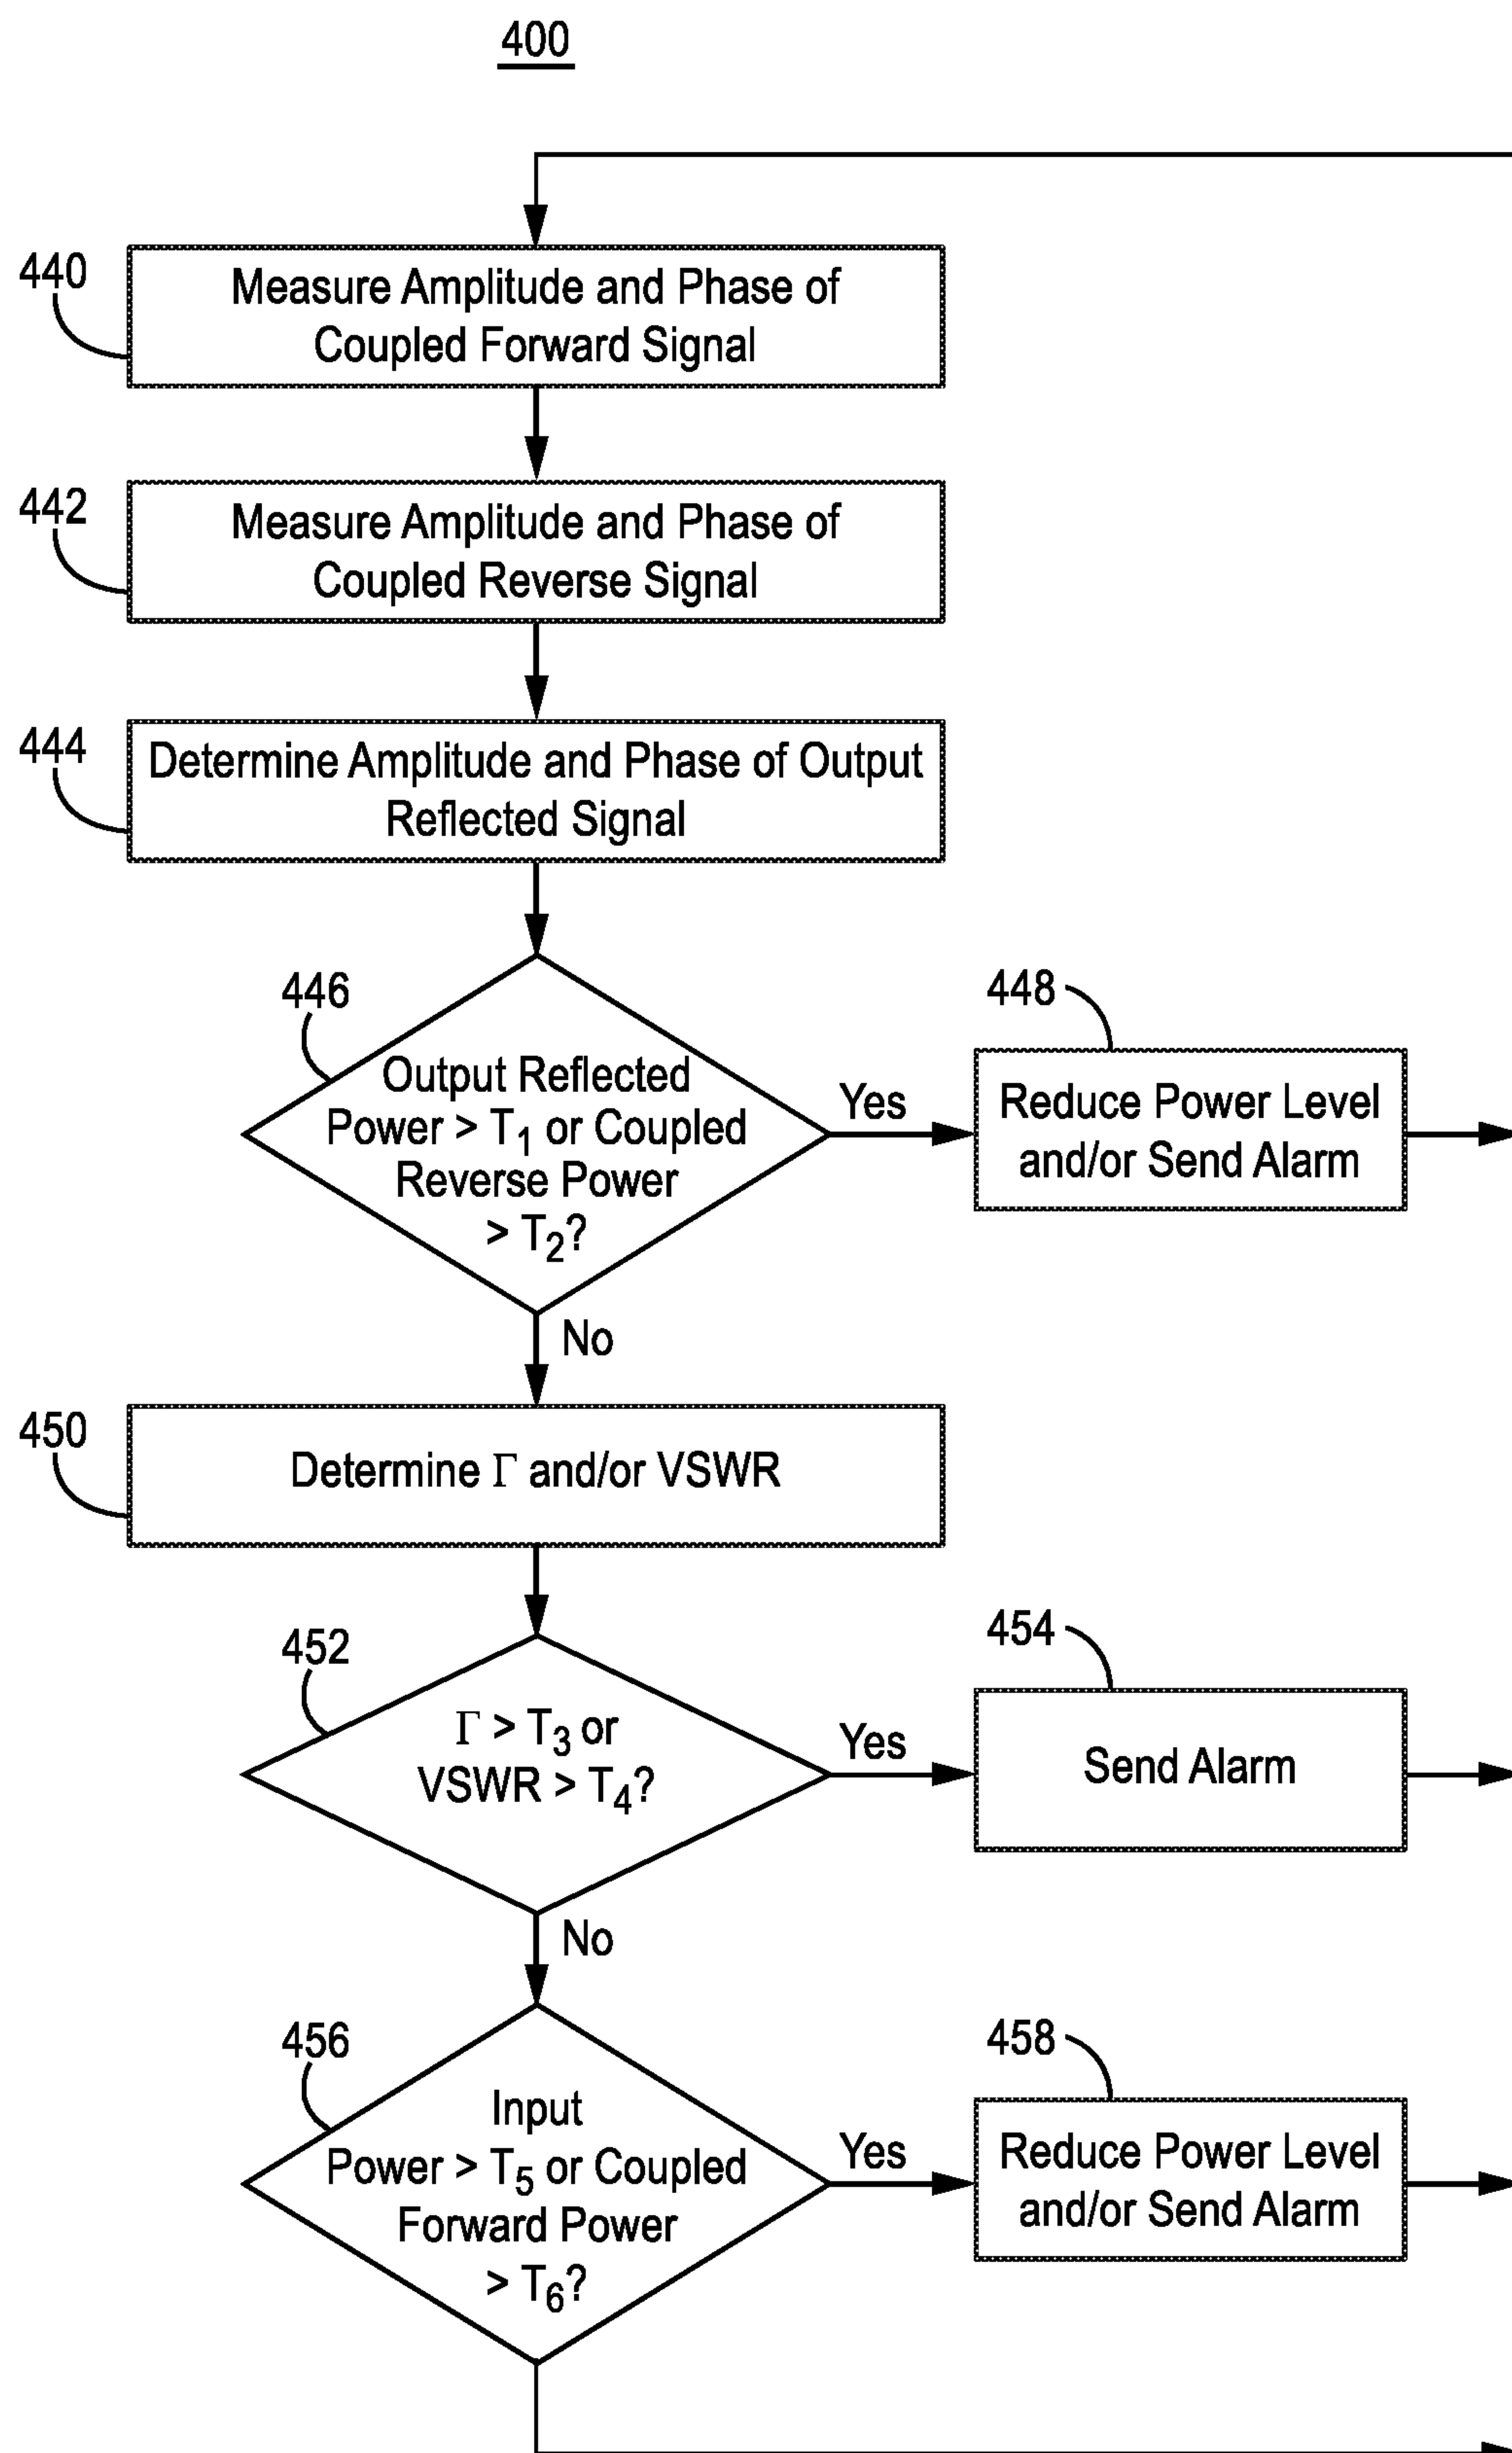 400
440
Measure Amplitude and Phase of
Coupled Forward Signal
442
Measure Amplitude and Phase of
Coupled Reverse Signal
444
Determine Amplitude and Phase of Output
Reflected Signal
446
Output Reflected
Power > T₁ or Coupled
Reverse Power
> T₂?
Yes
448
Reduce Power Level
and/or Send Alarm
No
450
Determine Γ and/or VSWR
452
Γ > T₃ or
VSWR > T₄?
Yes
454
Send Alarm
No
456
Input
Power > T₅ or Coupled
Forward Power
> T₆?
Yes
458
Reduce Power Level
and/or Send Alarm